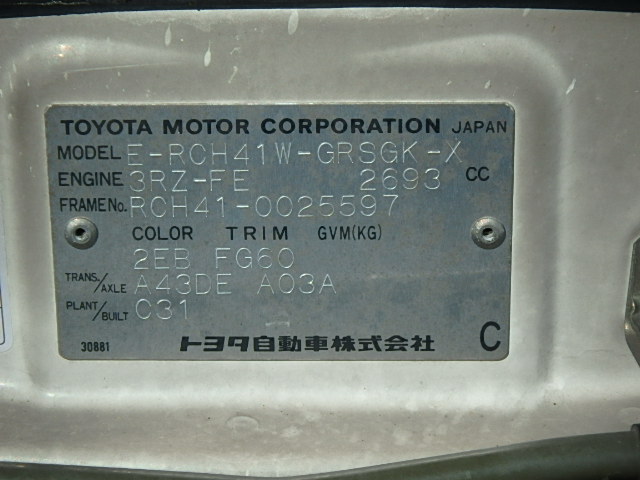 TOYOTA MOTOR CORPORATION JAPAN
MODEL E-RCH41W-GRSGK-X
ENGINE 3RZ-FE 2693 CC
FRAME No. RCH41-0025597
COLOR TRIM GVM(KG)
2EB FG60
TRANS./AXLE A43DE A03A
PLANT/BUILT C31
30881 トヨタ自動車株式会社 C